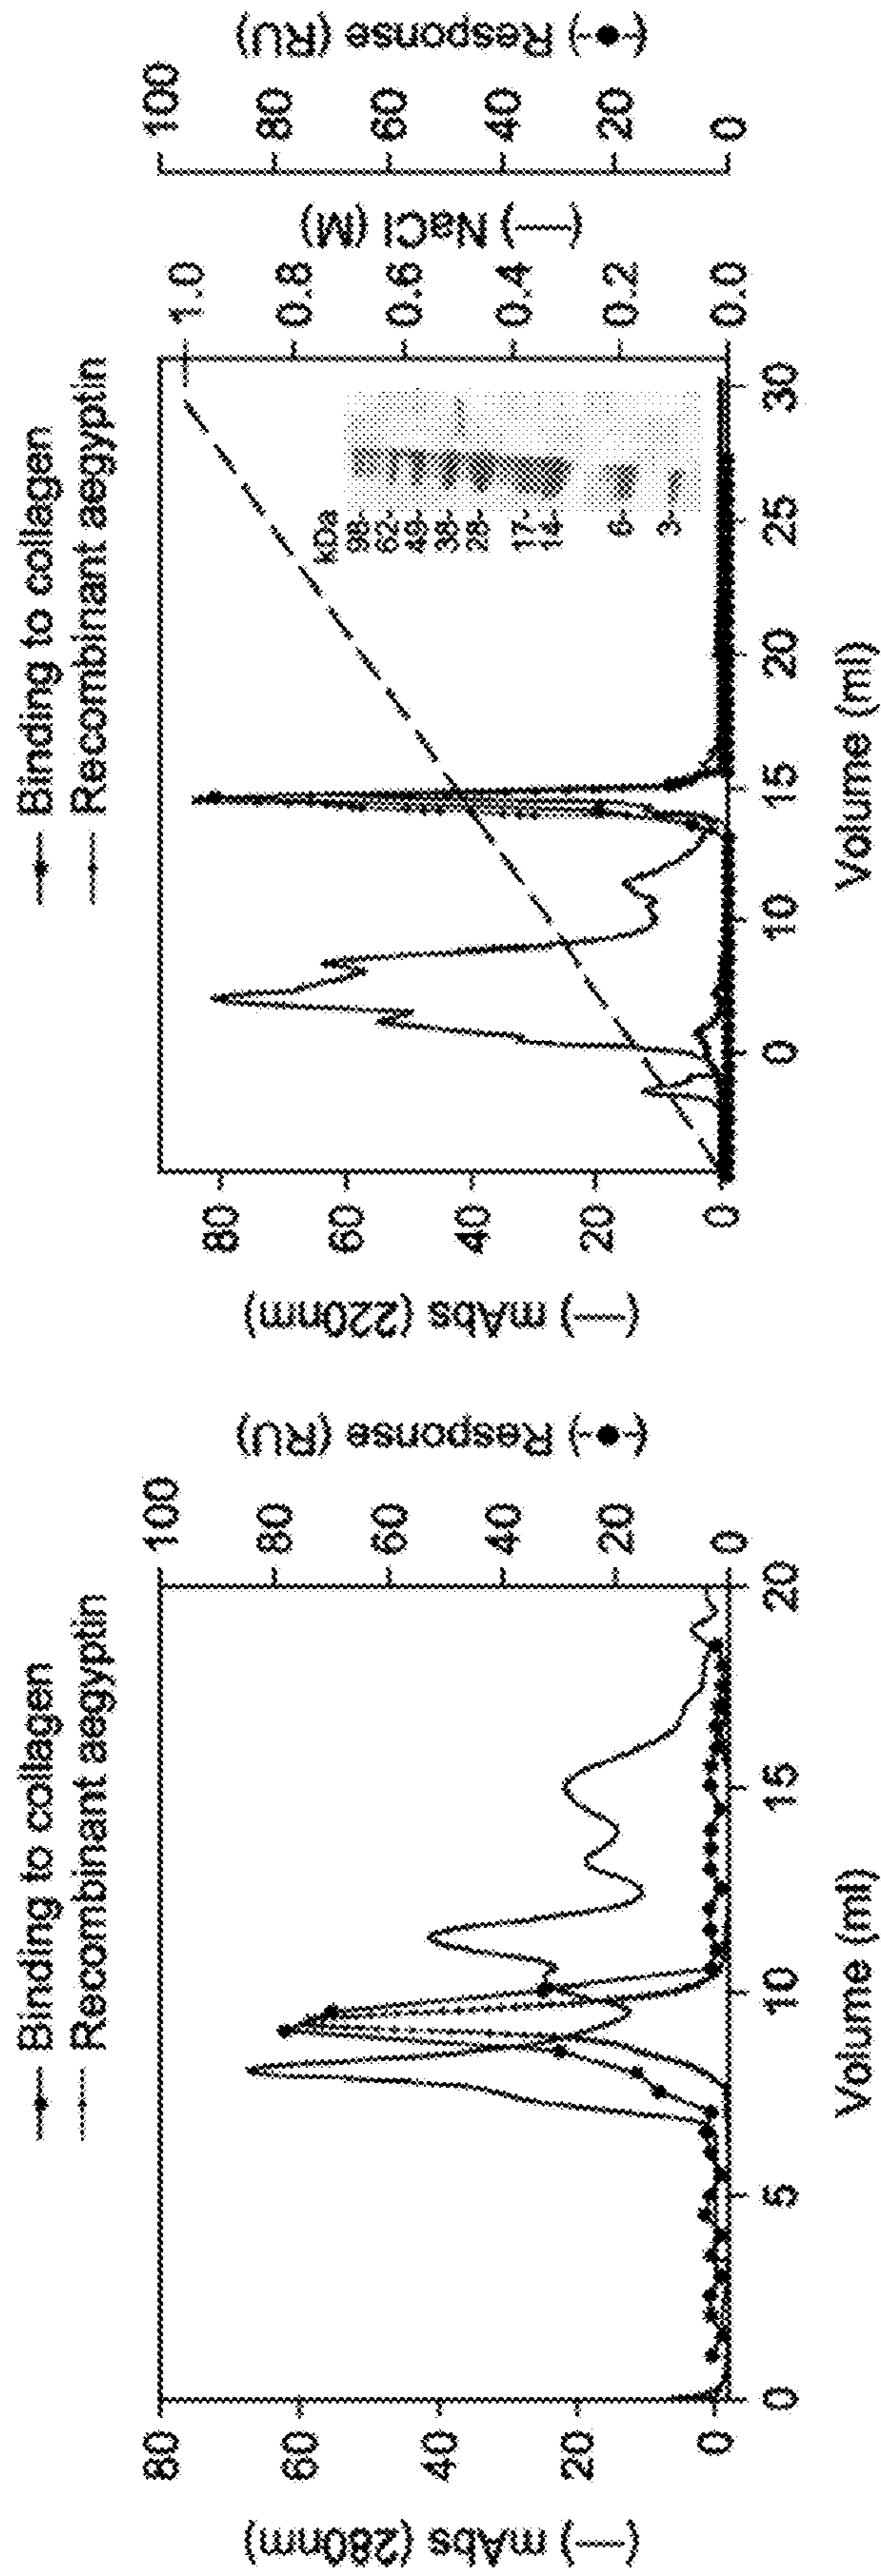 Binding to collagen
Recombinant aegyptin
mAbs (280nm) (—)
80
60
40
20
0
0 5 10 15 20
Volume (ml)
100
80
60
40
20
0
(-●-) Response (RU)
Binding to collagen
Recombinant aegyptin
mAbs (220nm) (—)
80
60
40
20
0
kDa
98-
62-
49-
38-
28-
17-
14-
6-
3-
0 10 15 20 25 30
Volume (ml)
1.0
0.8
0.6
0.4
0.2
0.0
(—) NaCl (M)
100
80
60
40
20
0
(-●-) Response (RU)